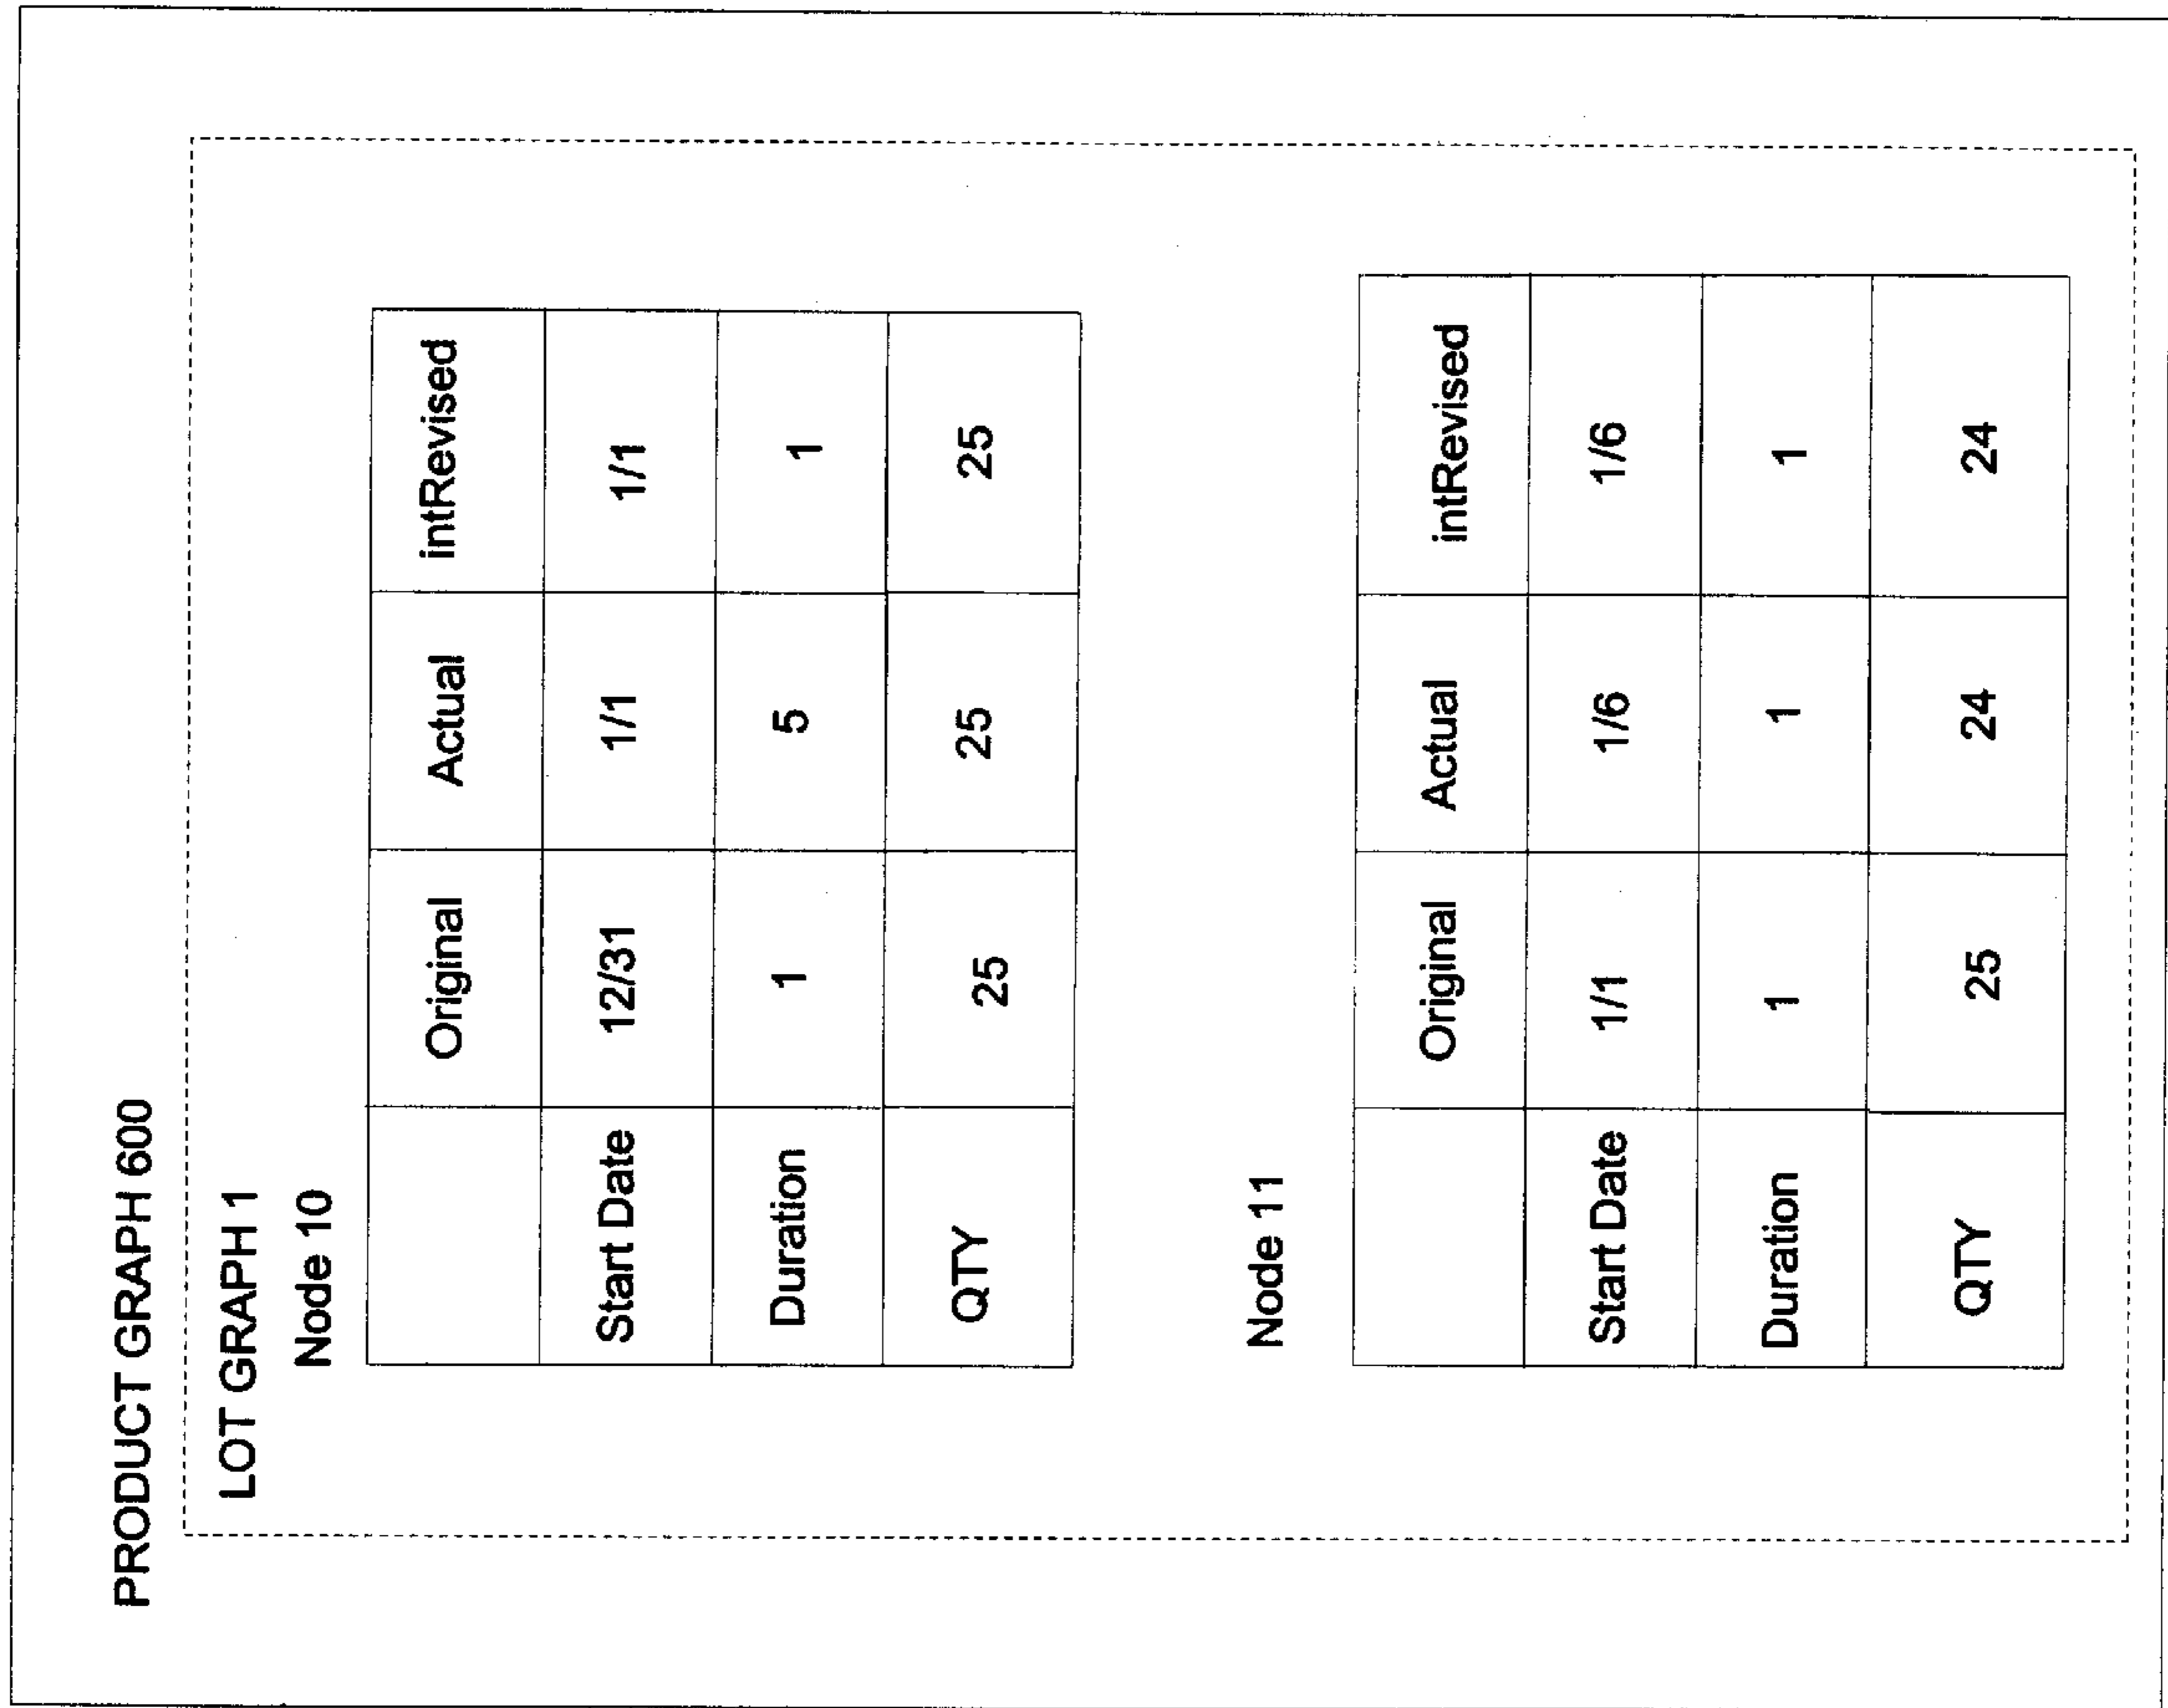 PRODUCT GRAPH 600
LOT GRAPH 1
Node 10
Original Actual intRevised
Start Date 12/31 1/1 1/1
Duration 1 5 1
QTY 25 25 25
Node 11
Original Actual intRevised
Start Date 1/1 1/6 1/6
Duration 1 1 1
QTY 25 24 24